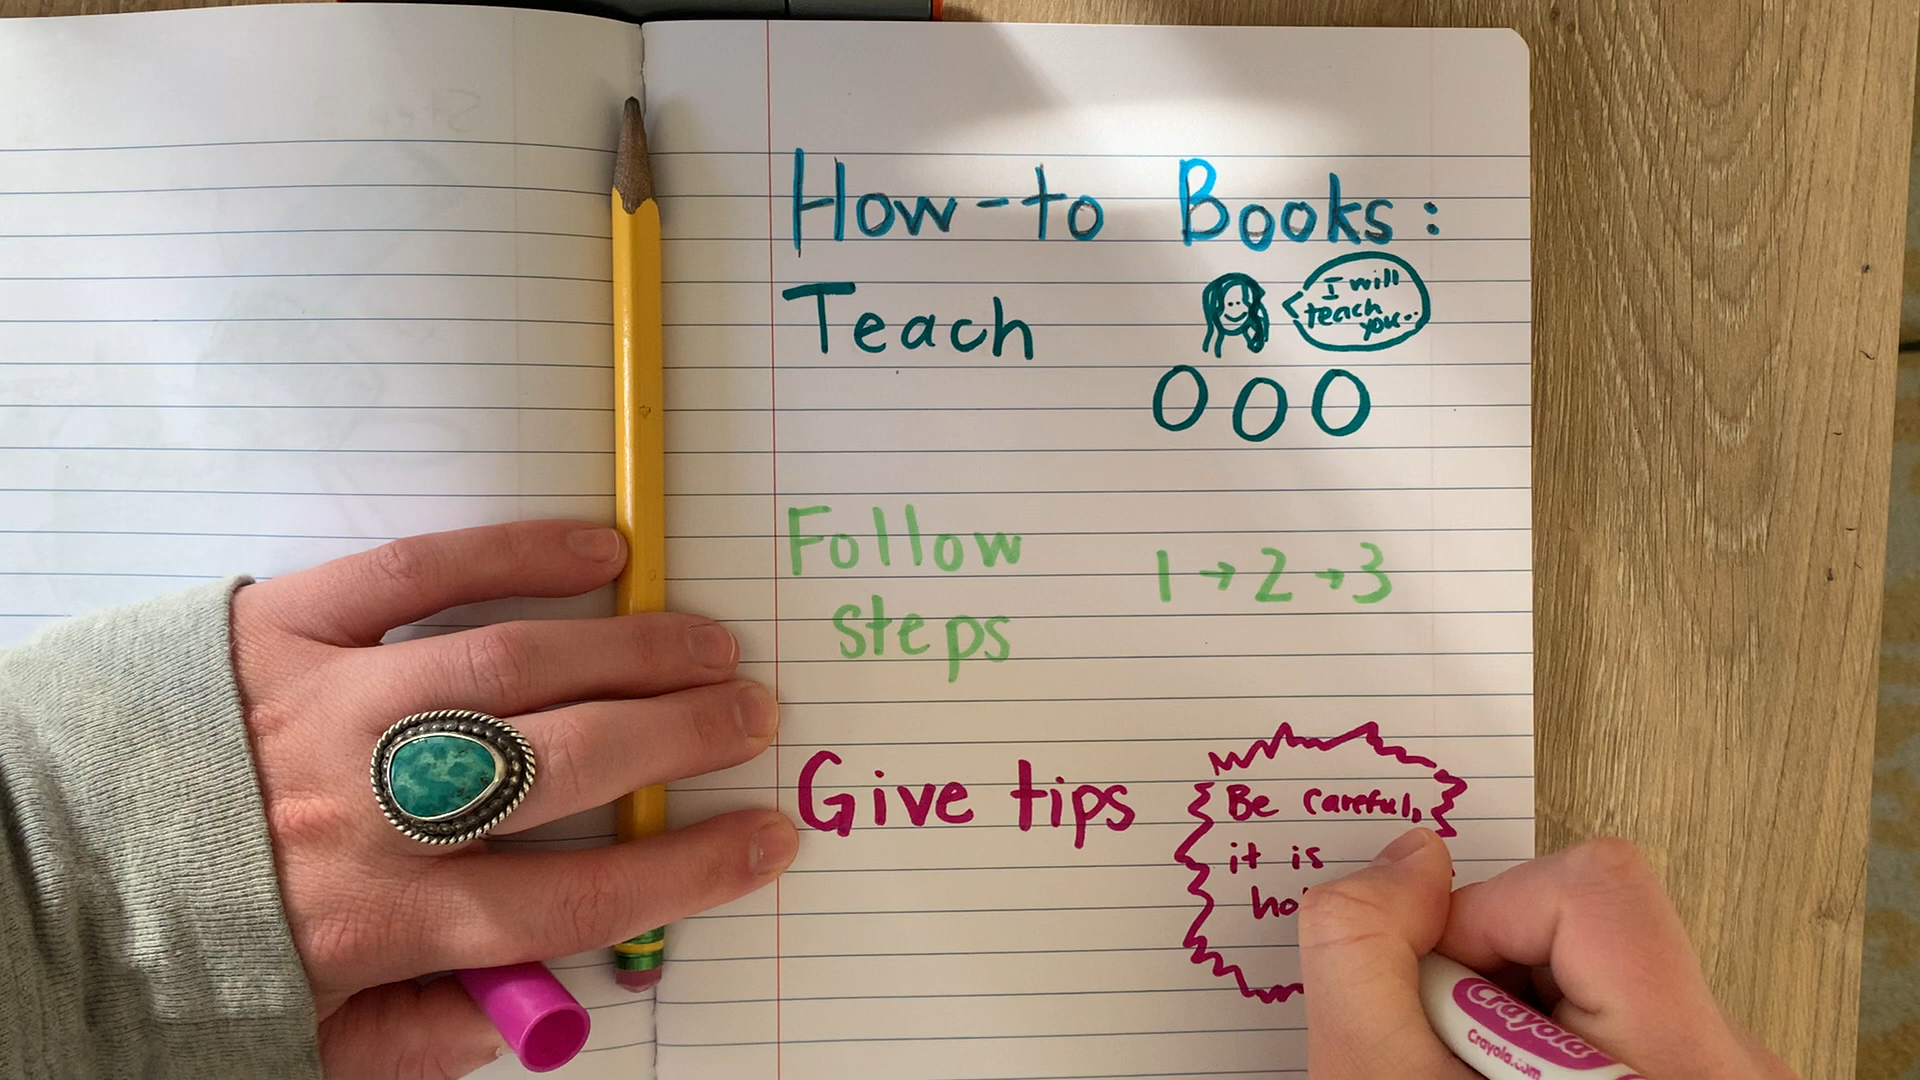 How-to Books:
Teach
I will
teach
you..
Follow
steps
1→2→3
Give tips
Be careful,
it is
Crayola
Crayola.com